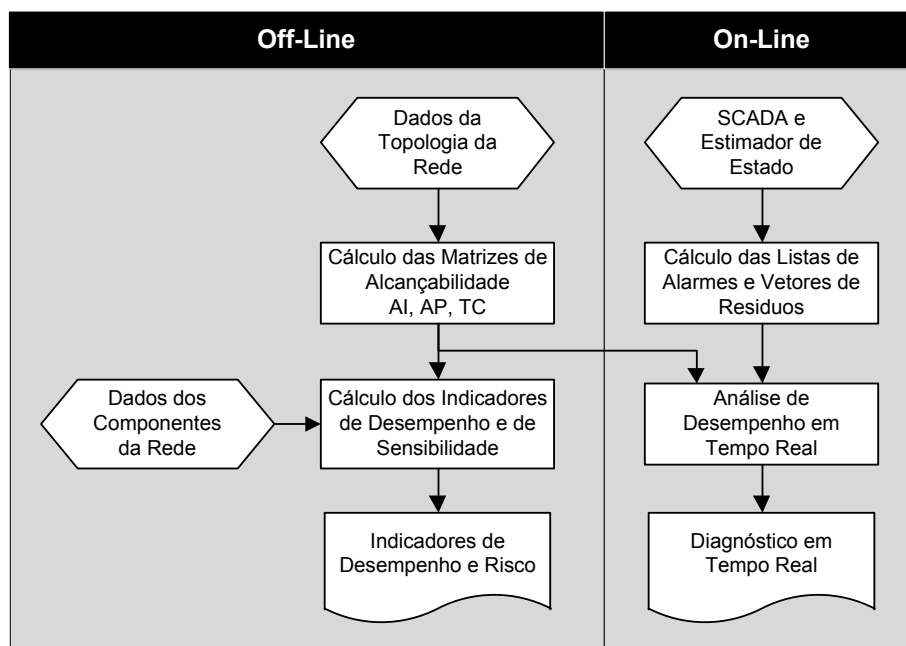 Off-Line
On-Line
Dados da
Topologia da
Rede
SCADA e
Estimador de
Estado
Cálculo das Matrizes de
Alcançabilidade
AI, AP, TC
Cálculo das Listas de
Alarmes e Vetores de
Residuos
Dados dos
Componentes
da Rede
Cálculo dos Indicadores
de Desempenho e de
Sensibilidade
Análise de
Desempenho em
Tempo Real
Indicadores de
Desempenho e Risco
Diagnóstico em
Tempo Real